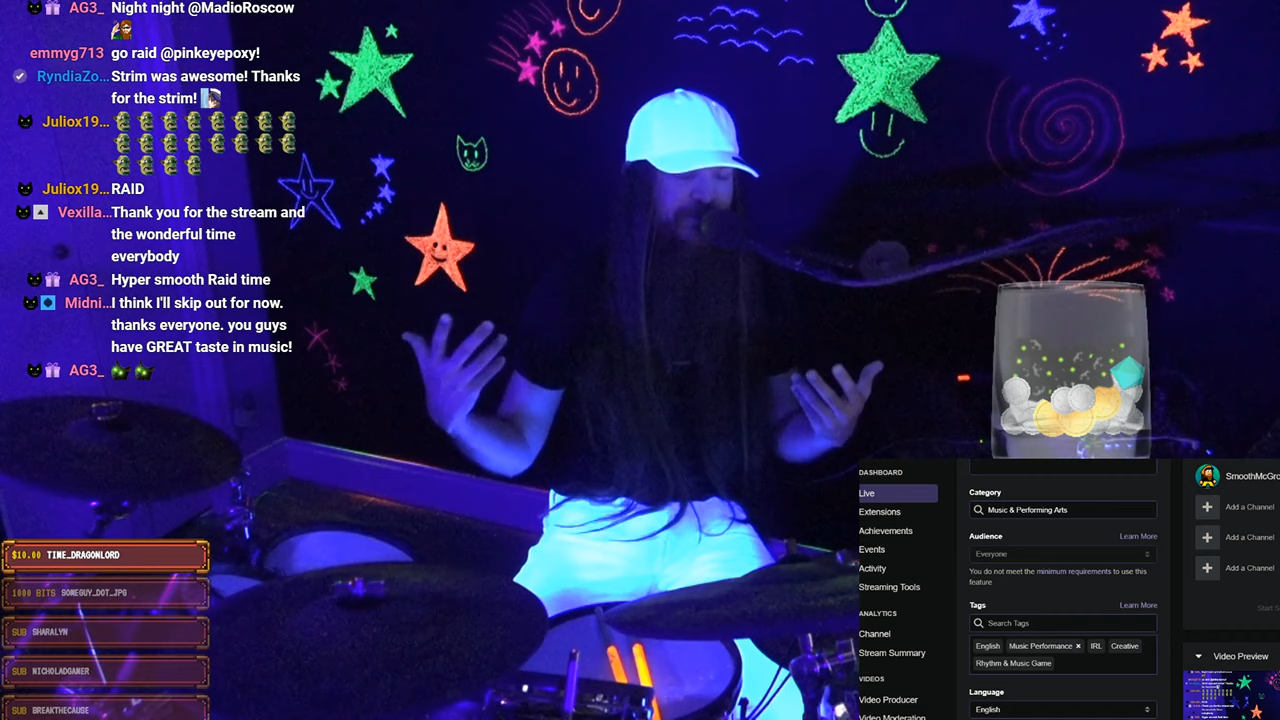 AG3_ Night night @MadioRoscow
emmyg713 go raid @pinkeyepoxy!
RyndiaZo... Strim was awesome! Thanks
for the strim!
Juliox19...
Juliox19... RAID
Vexilla... Thank you for the stream and
the wonderful time
everybody
AG3_ Hyper smooth Raid time
Midni... I think I'll skip out for now.
thanks everyone. you guys
have GREAT taste in music!
AG3_
$10.00 TIME_DRAGONLORD
1000 BITS SOMEGUY_DOT_JPG
SUB SHARALYN
SUB NICHOLADGAMER
SUB BREAKTHECAUSE
DASHBOARD
Live
Extensions
Achievements
Events
Activity
Streaming Tools
ANALYTICS
Channel
Stream Summary
VIDEOS
Video Producer
Video Moderation
Category
Music & Performing Arts
Audience Learn More
Everyone
You do not meet the minimum requirements to use this
feature
Tags Learn More
Search Tags
English Music Performance × IRL Creative
Rhythm & Music Game
Language
English
SmoothMcGro
Add a Channel
Add a Channel
Add a Channel
Start S
Video Preview